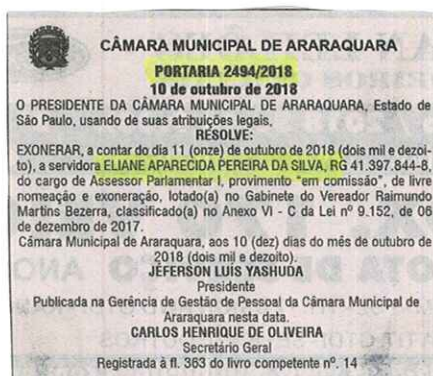 CÂMARA MUNICIPAL DE ARARAQUARA
PORTARIA 2494/2018
10 de outubro de 2018
O PRESIDENTE DA CÂMARA MUNICIPAL DE ARARAQUARA, Estado de
São Paulo, usando de suas atribuições legais,
RESOLVE:
EXONERAR, a contar do dia 11 (onze) de outubro de 2018 (dois mil e dezoi-
to), a servidora ELIANE APARECIDA PEREIRA DA SILVA, RG 41.397.844-8,
do cargo de Assessor Parlamentar I, provimento "em comissão", de livre
nomeação e exoneração, lotado(a) no Gabinete do Vereador Raimundo
Martins Bezerra, classificado(a) no Anexo VI - C da Lei nº 9.152, de 06
de dezembro de 2017.
Câmara Municipal de Araraquara, aos 10 (dez) dias do mês de outubro de
2018 (dois mil e dezoito).
JÉFERSON LUÍS YASHUDA
Presidente
Publicada na Gerência de Gestão de Pessoal da Câmara Municipal de
Araraquara nesta data.
CARLOS HENRIQUE DE OLIVEIRA
Secretário Geral
Registrada à fl. 363 do livro competente nº. 14